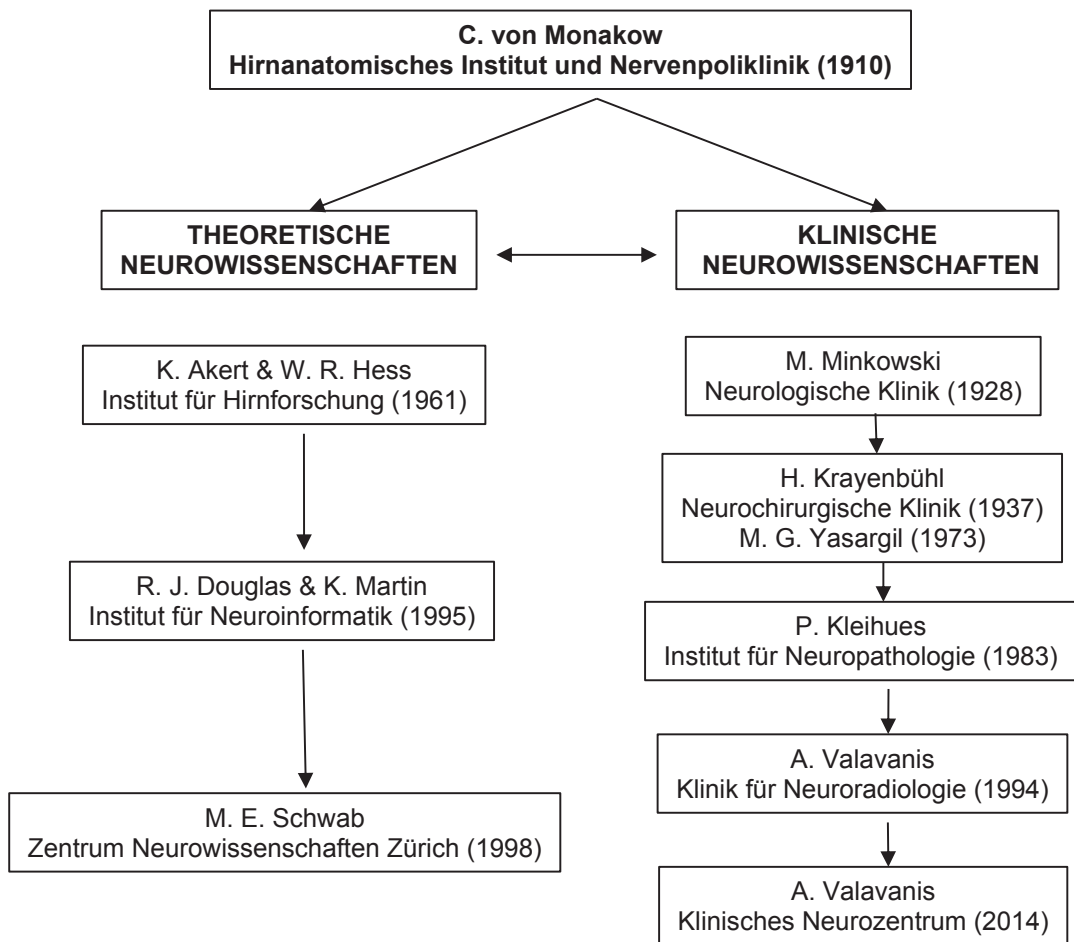 C. von Monakow
Hirnanatomisches Institut und Nervenpoliklinik (1910)
THEORETISCHE
NEUROWISSENSCHAFTEN
KLINISCHE
NEUROWISSENSCHAFTEN
K. Akert & W. R. Hess
Institut für Hirnforschung (1961)
R. J. Douglas & K. Martin
Institut für Neuroinformatik (1995)
M. E. Schwab
Zentrum Neurowissenschaften Zürich (1998)
M. Minkowski
Neurologische Klinik (1928)
H. Krayenbühl
Neurochirurgische Klinik (1937)
M. G. Yasargil (1973)
P. Kleihues
Institut für Neuropathologie (1983)
A. Valavanis
Klinik für Neuroradiologie (1994)
A. Valavanis
Klinisches Neurozentrum (2014)